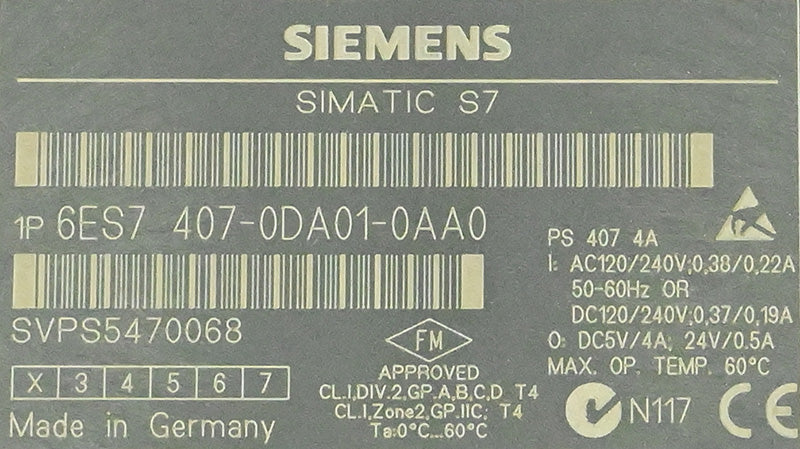 SIEMENS
SIMATIC S7
1P 6ES7 407-0DA01-0AA0
SVPS5470068
X 3 4 5 6 7
Made in Germany
FM
APPROVED
CL.I,DIV.2,GP.A,B,C,D T4
CL.I,Zone2,GP.IIC; T4
Ta:0°C...60°C
PS 407 4A
I: AC120/240V;0,38/0,22A
50-60Hz OR
DC120/240V;0,37/0,19A
O: DC5V/4A; 24V/0.5A
MAX. OP. TEMP. 60°C
N117
CE